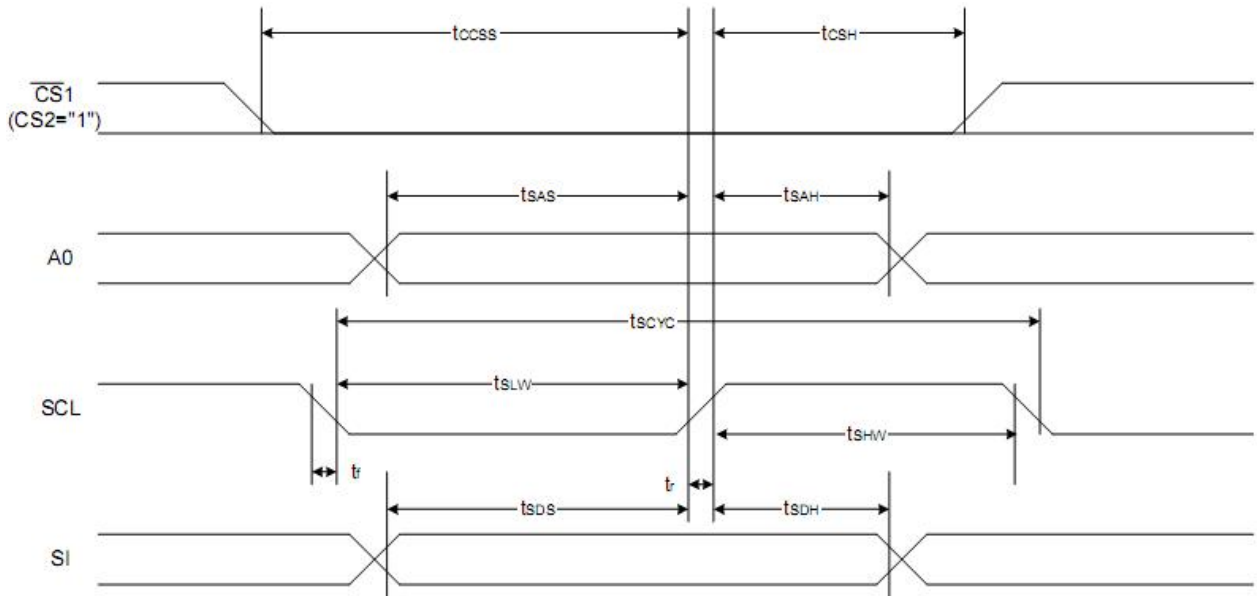 tCCSS
tCSH
CS1
(CS2="1")
tSAS
tSAH
A0
tSCYC
tSLW
SCL
tSHW
tf
tr
tSDS
tSDH
SI